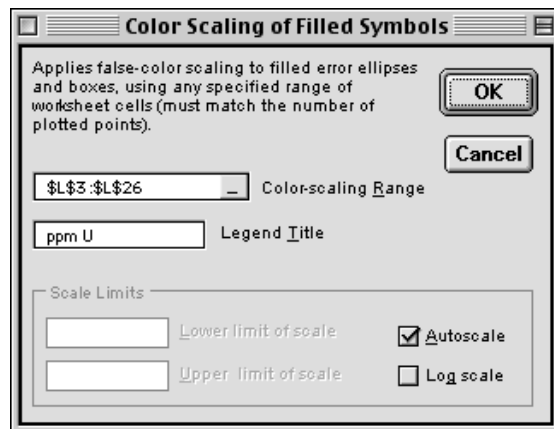 Color Scaling of Filled Symbols
Applies false-color scaling to filled error ellipses
and boxes, using any specified range of
worksheet cells (must match the number of
plotted points).
OK
Cancel
$L$3:$L$26 _ Color-scaling Range
ppm U Legend Title
Scale Limits
Lower limit of scale
Autoscale
Upper limit of scale
Log scale